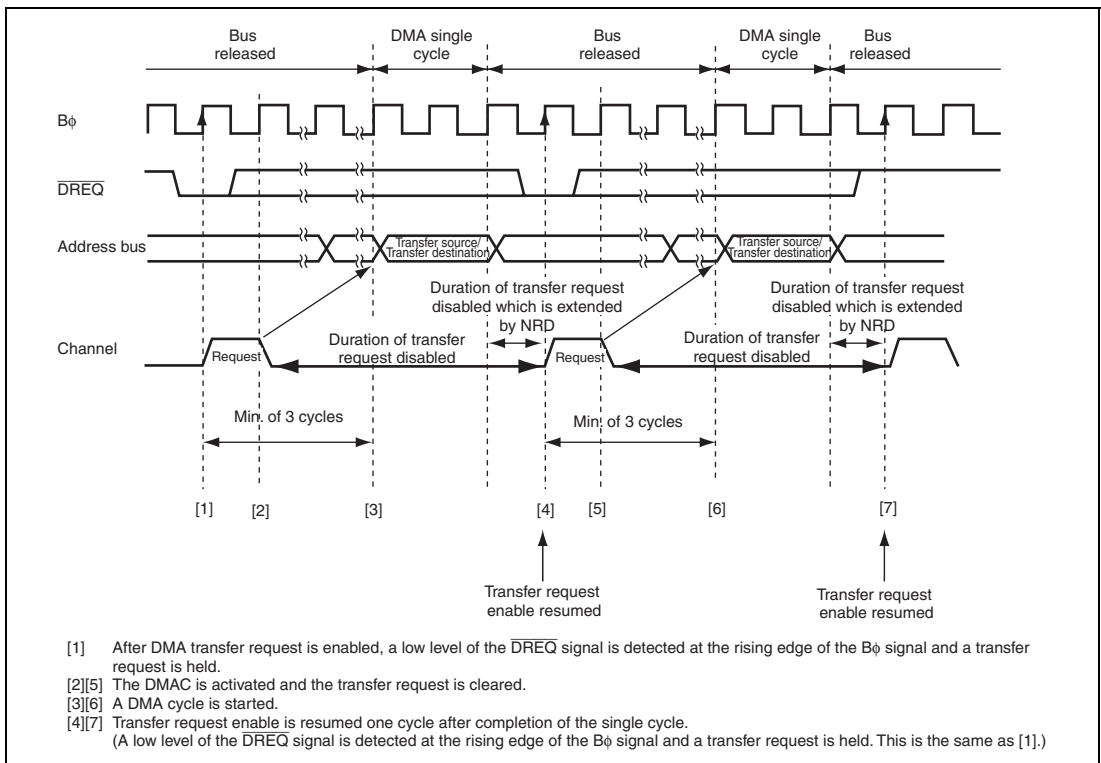 Bus released
DMA single cycle
Bus released
DMA single cycle
Bus released
Bφ
DREQ
Address bus
Transfer source/
Transfer destination
Transfer source/
Transfer destination
Duration of transfer request
disabled which is extended
by NRD
Duration of transfer request
disabled which is extended
by NRD
Channel
Request
Duration of transfer
request disabled
Request
Duration of transfer
request disabled
Min. of 3 cycles
Min. of 3 cycles
[1] [2] [3] [4] [5] [6] [7]
Transfer request
enable resumed
Transfer request
enable resumed
[1] After DMA transfer request is enabled, a low level of the DREQ signal is detected at the rising edge of the Bφ signal and a transfer
request is held.
[2][5] The DMAC is activated and the transfer request is cleared.
[3][6] A DMA cycle is started.
[4][7] Transfer request enable is resumed one cycle after completion of the single cycle.
(A low level of the DREQ signal is detected at the rising edge of the Bφ signal and a transfer request is held. This is the same as [1].)